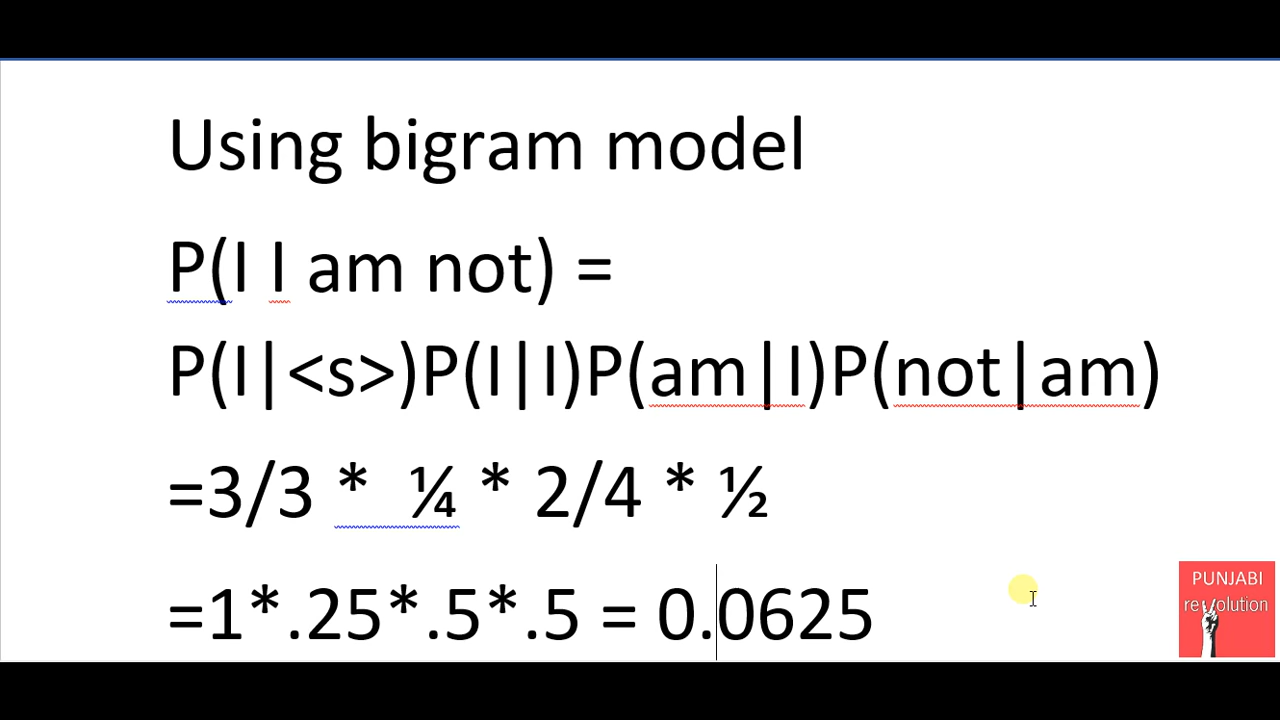 Using bigram model
P(I I am not) =
P(I|<s>)P(I|I)P(am|I)P(not|am)
=3/3 * ¼ * 2/4 * ½
=1*.25*.5*.5 = 0.0625
PUNJABI
revolution